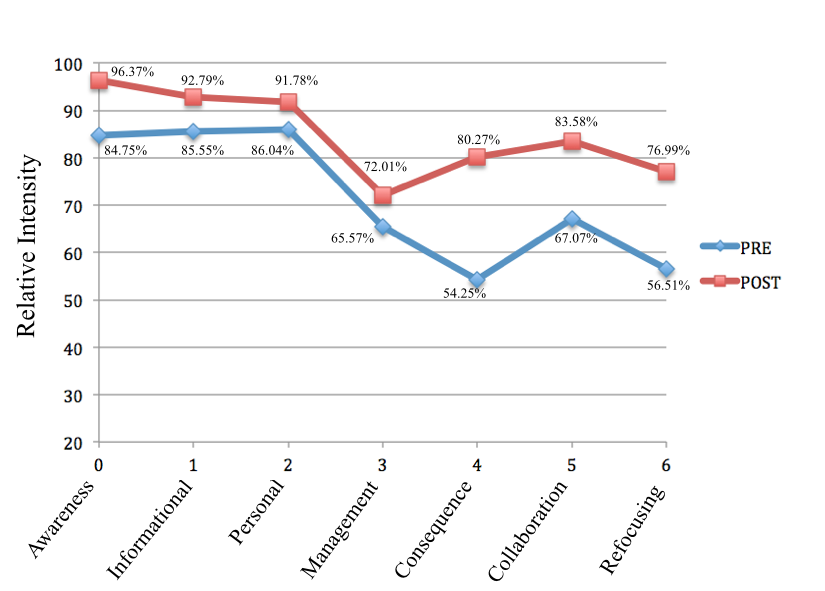 Relative Intensity
100
90
80
70
60
50
40
30
20
96.37%
92.79%
91.78%
72.01%
80.27%
83.58%
76.99%
84.75%
85.55%
86.04%
65.57%
54.25%
67.07%
56.51%
PRE
POST
0 1 2 3 4 5 6
Awareness
Informational
Personal
Management
Consequence
Collaboration
Refocusing